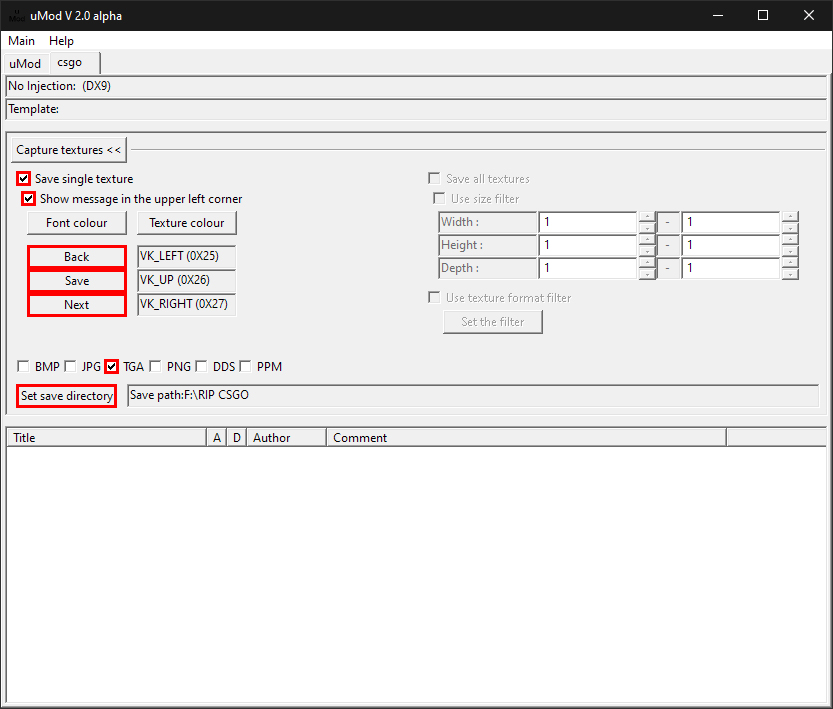 uMod V 2.0 alpha
Main Help
uMod csgo
No Injection: (DX9)
Template:
Capture textures <<
Save single texture
Show message in the upper left corner
Font colour Texture colour
Back VK_LEFT (0X25)
Save VK_UP (0X26)
Next VK_RIGHT (0X27)
Save all textures
Use size filter
Width : 1 - 1
Height : 1 - 1
Depth : 1 - 1
Use texture format filter
Set the filter
BMP JPG TGA PNG DDS PPM
Set save directory Save path:F:\RIP CSGO
Title A D Author Comment